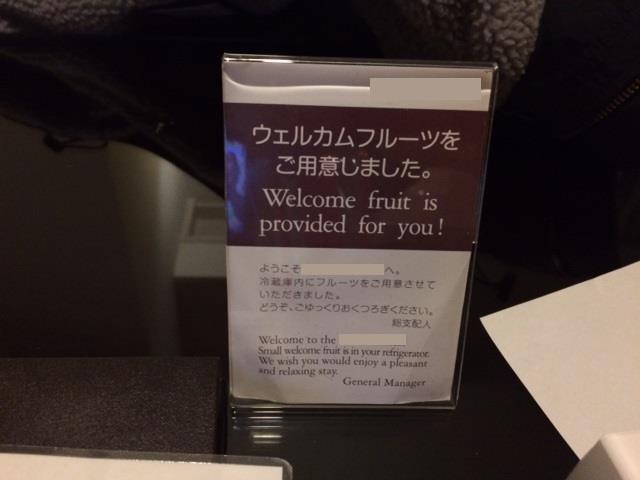 ウェルカムフルーツを
ご用意しました。
Welcome fruit is
provided for you!
ようこそ へ。
冷蔵庫内にフルーツをご用意させて
いただきました。
どうぞ、ごゆっくりおくつろぎください。
総支配人
Welcome to the
Small welcome fruit is in your refrigerator.
We wish you would enjoy a pleasant
and relaxing stay.
General Manager